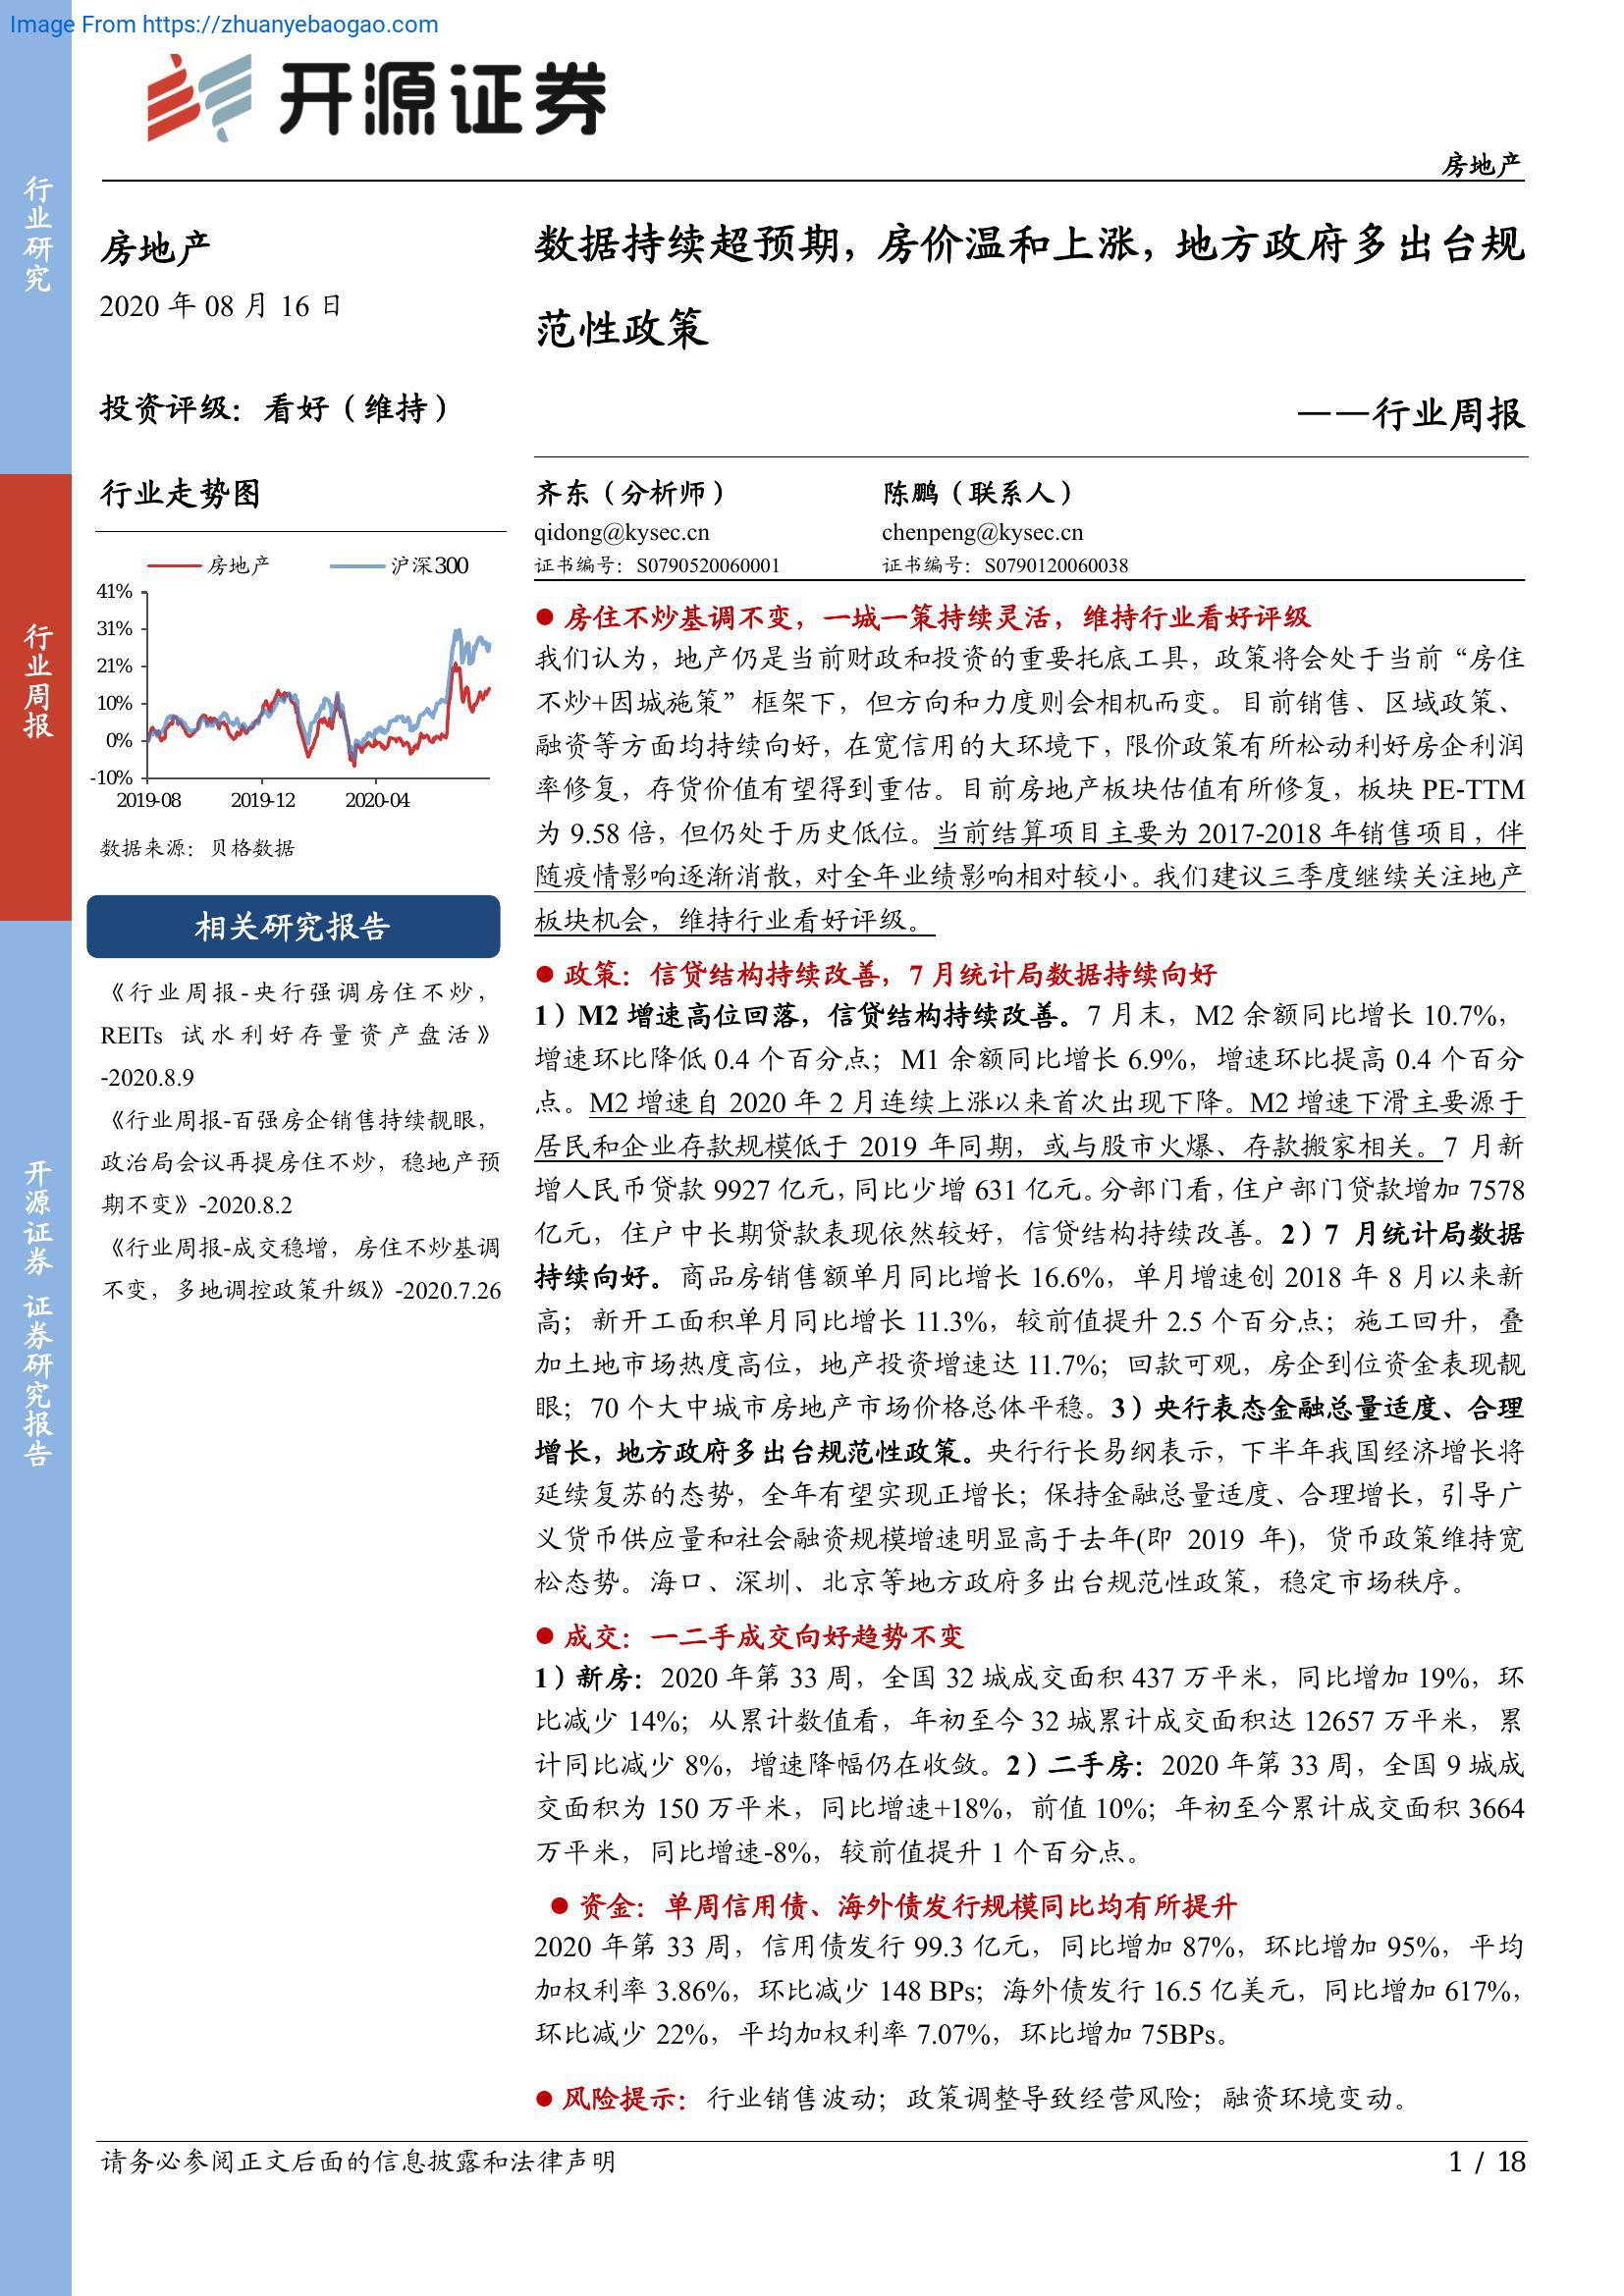 Image From https://zhuanyebaogao.com
开源证券
房地产
行业研究
行业周报
开源证券 证券研究报告
房地产
2020 年 08 月 16 日
投资评级：看好（维持）
行业走势图
房地产 沪深300
41%
31%
21%
10%
0%
-10%
2019-08 2019-12 2020-04
数据来源：贝格数据
相关研究报告
《行业周报-央行强调房住不炒，
REITs 试水利好存量资产盘活》
-2020.8.9
《行业周报-百强房企销售持续靓眼，
政治局会议再提房住不炒，稳地产预
期不变》-2020.8.2
《行业周报-成交稳增，房住不炒基调
不变，多地调控政策升级》-2020.7.26
数据持续超预期，房价温和上涨，地方政府多出台规
范性政策
——行业周报
齐东（分析师） 陈鹏（联系人）
qidong@kysec.cn chenpeng@kysec.cn
证书编号：S0790520060001 证书编号：S0790120060038
● 房住不炒基调不变，一城一策持续灵活，维持行业看好评级
我们认为，地产仍是当前财政和投资的重要托底工具，政策将会处于当前“房住
不炒+因城施策”框架下，但方向和力度则会相机而变。目前销售、区域政策、
融资等方面均持续向好，在宽信用的大环境下，限价政策有所松动利好房企利润
率修复，存货价值有望得到重估。目前房地产板块估值有所修复，板块 PE-TTM
为 9.58 倍，但仍处于历史低位。当前结算项目主要为 2017-2018 年销售项目，伴
随疫情影响逐渐消散，对全年业绩影响相对较小。我们建议三季度继续关注地产
板块机会，维持行业看好评级。
● 政策：信贷结构持续改善，7 月统计局数据持续向好
1）M2 增速高位回落，信贷结构持续改善。7 月末，M2 余额同比增长 10.7%，
增速环比降低 0.4 个百分点；M1 余额同比增长 6.9%，增速环比提高 0.4 个百分
点。M2 增速自 2020 年 2 月连续上涨以来首次出现下降。M2 增速下滑主要源于
居民和企业存款规模低于 2019 年同期，或与股市火爆、存款搬家相关。7 月新
增人民币贷款 9927 亿元，同比少增 631 亿元。分部门看，住户部门贷款增加 7578
亿元，住户中长期贷款表现依然较好，信贷结构持续改善。2）7 月统计局数据
持续向好。商品房销售额单月同比增长 16.6%，单月增速创 2018 年 8 月以来新
高；新开工面积单月同比增长 11.3%，较前值提升 2.5 个百分点；施工回升，叠
加土地市场热度高位，地产投资增速达 11.7%；回款可观，房企到位资金表现靓
眼；70 个大中城市房地产市场价格总体平稳。3）央行表态金融总量适度、合理
增长，地方政府多出台规范性政策。央行行长易纲表示，下半年我国经济增长将
延续复苏的态势，全年有望实现正增长；保持金融总量适度、合理增长，引导广
义货币供应量和社会融资规模增速明显高于去年(即 2019 年)，货币政策维持宽
松态势。海口、深圳、北京等地方政府多出台规范性政策，稳定市场秩序。
● 成交：一二手成交向好趋势不变
1）新房：2020 年第 33 周，全国 32 城成交面积 437 万平米，同比增加 19%，环
比减少 14%；从累计数值看，年初至今 32 城累计成交面积达 12657 万平米，累
计同比减少 8%，增速降幅仍在收敛。2）二手房：2020 年第 33 周，全国 9 城成
交面积为 150 万平米，同比增速+18%，前值 10%；年初至今累计成交面积 3664
万平米，同比增速-8%，较前值提升 1 个百分点。
● 资金：单周信用债、海外债发行规模同比均有所提升
2020 年第 33 周，信用债发行 99.3 亿元，同比增加 87%，环比增加 95%，平均
加权利率 3.86%，环比减少 148 BPs；海外债发行 16.5 亿美元，同比增加 617%，
环比减少 22%，平均加权利率 7.07%，环比增加 75BPs。
● 风险提示：行业销售波动；政策调整导致经营风险；融资环境变动。
请务必参阅正文后面的信息披露和法律声明
1 / 18